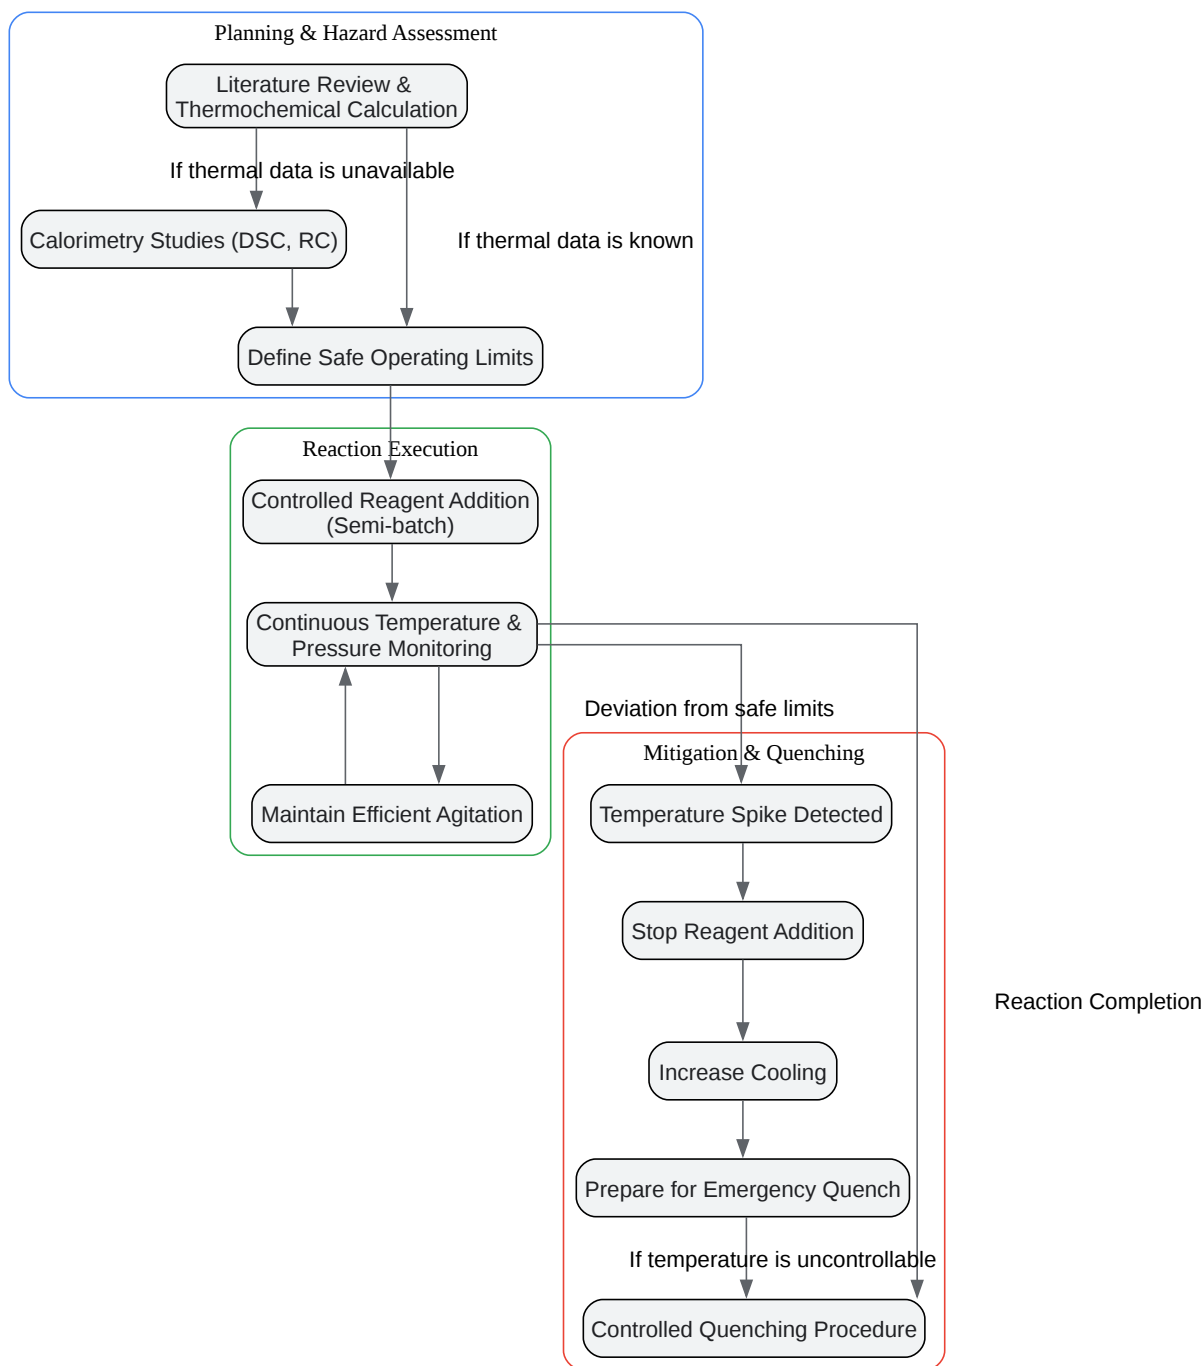 Planning & Hazard Assessment
Literature Review &
Thermochemical Calculation
If thermal data is unavailable
Calorimetry Studies (DSC, RC)
If thermal data is known
Define Safe Operating Limits
Reaction Execution
Controlled Reagent Addition
(Semi-batch)
Continuous Temperature &
Pressure Monitoring
Deviation from safe limits
Maintain Efficient Agitation
Mitigation & Quenching
Temperature Spike Detected
Stop Reagent Addition
Reaction Completion
Increase Cooling
Prepare for Emergency Quench
If temperature is uncontrollable
Controlled Quenching Procedure